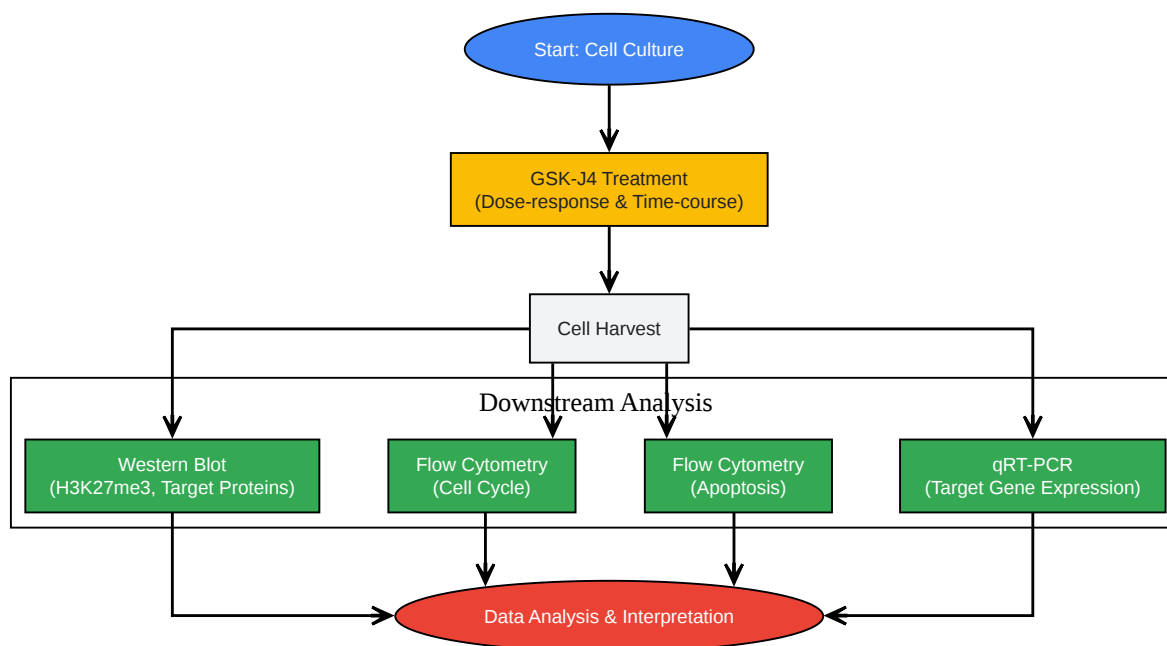 Start: Cell Culture
GSK-J4 Treatment
(Dose-response & Time-course)
Cell Harvest
Downstream Analysis
Western Blot
(H3K27me3, Target Proteins)
Flow Cytometry
(Cell Cycle)
Flow Cytometry
(Apoptosis)
qRT-PCR
(Target Gene Expression)
Data Analysis & Interpretation